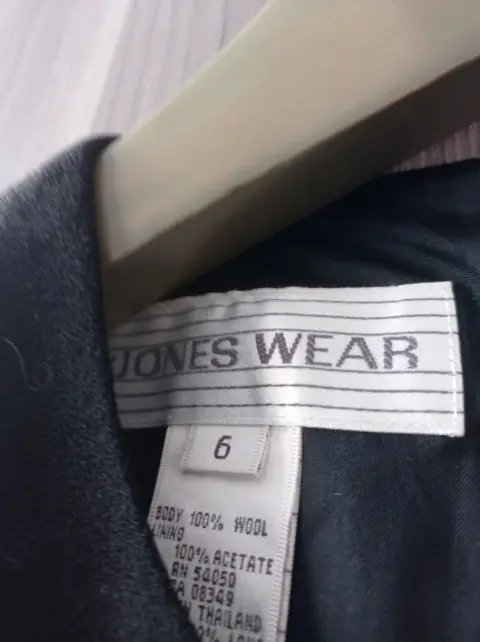 JONES WEAR
6
BODY 100% WOOL
LINING
100% ACETATE
RN 54050
CA 08349
THAILAND